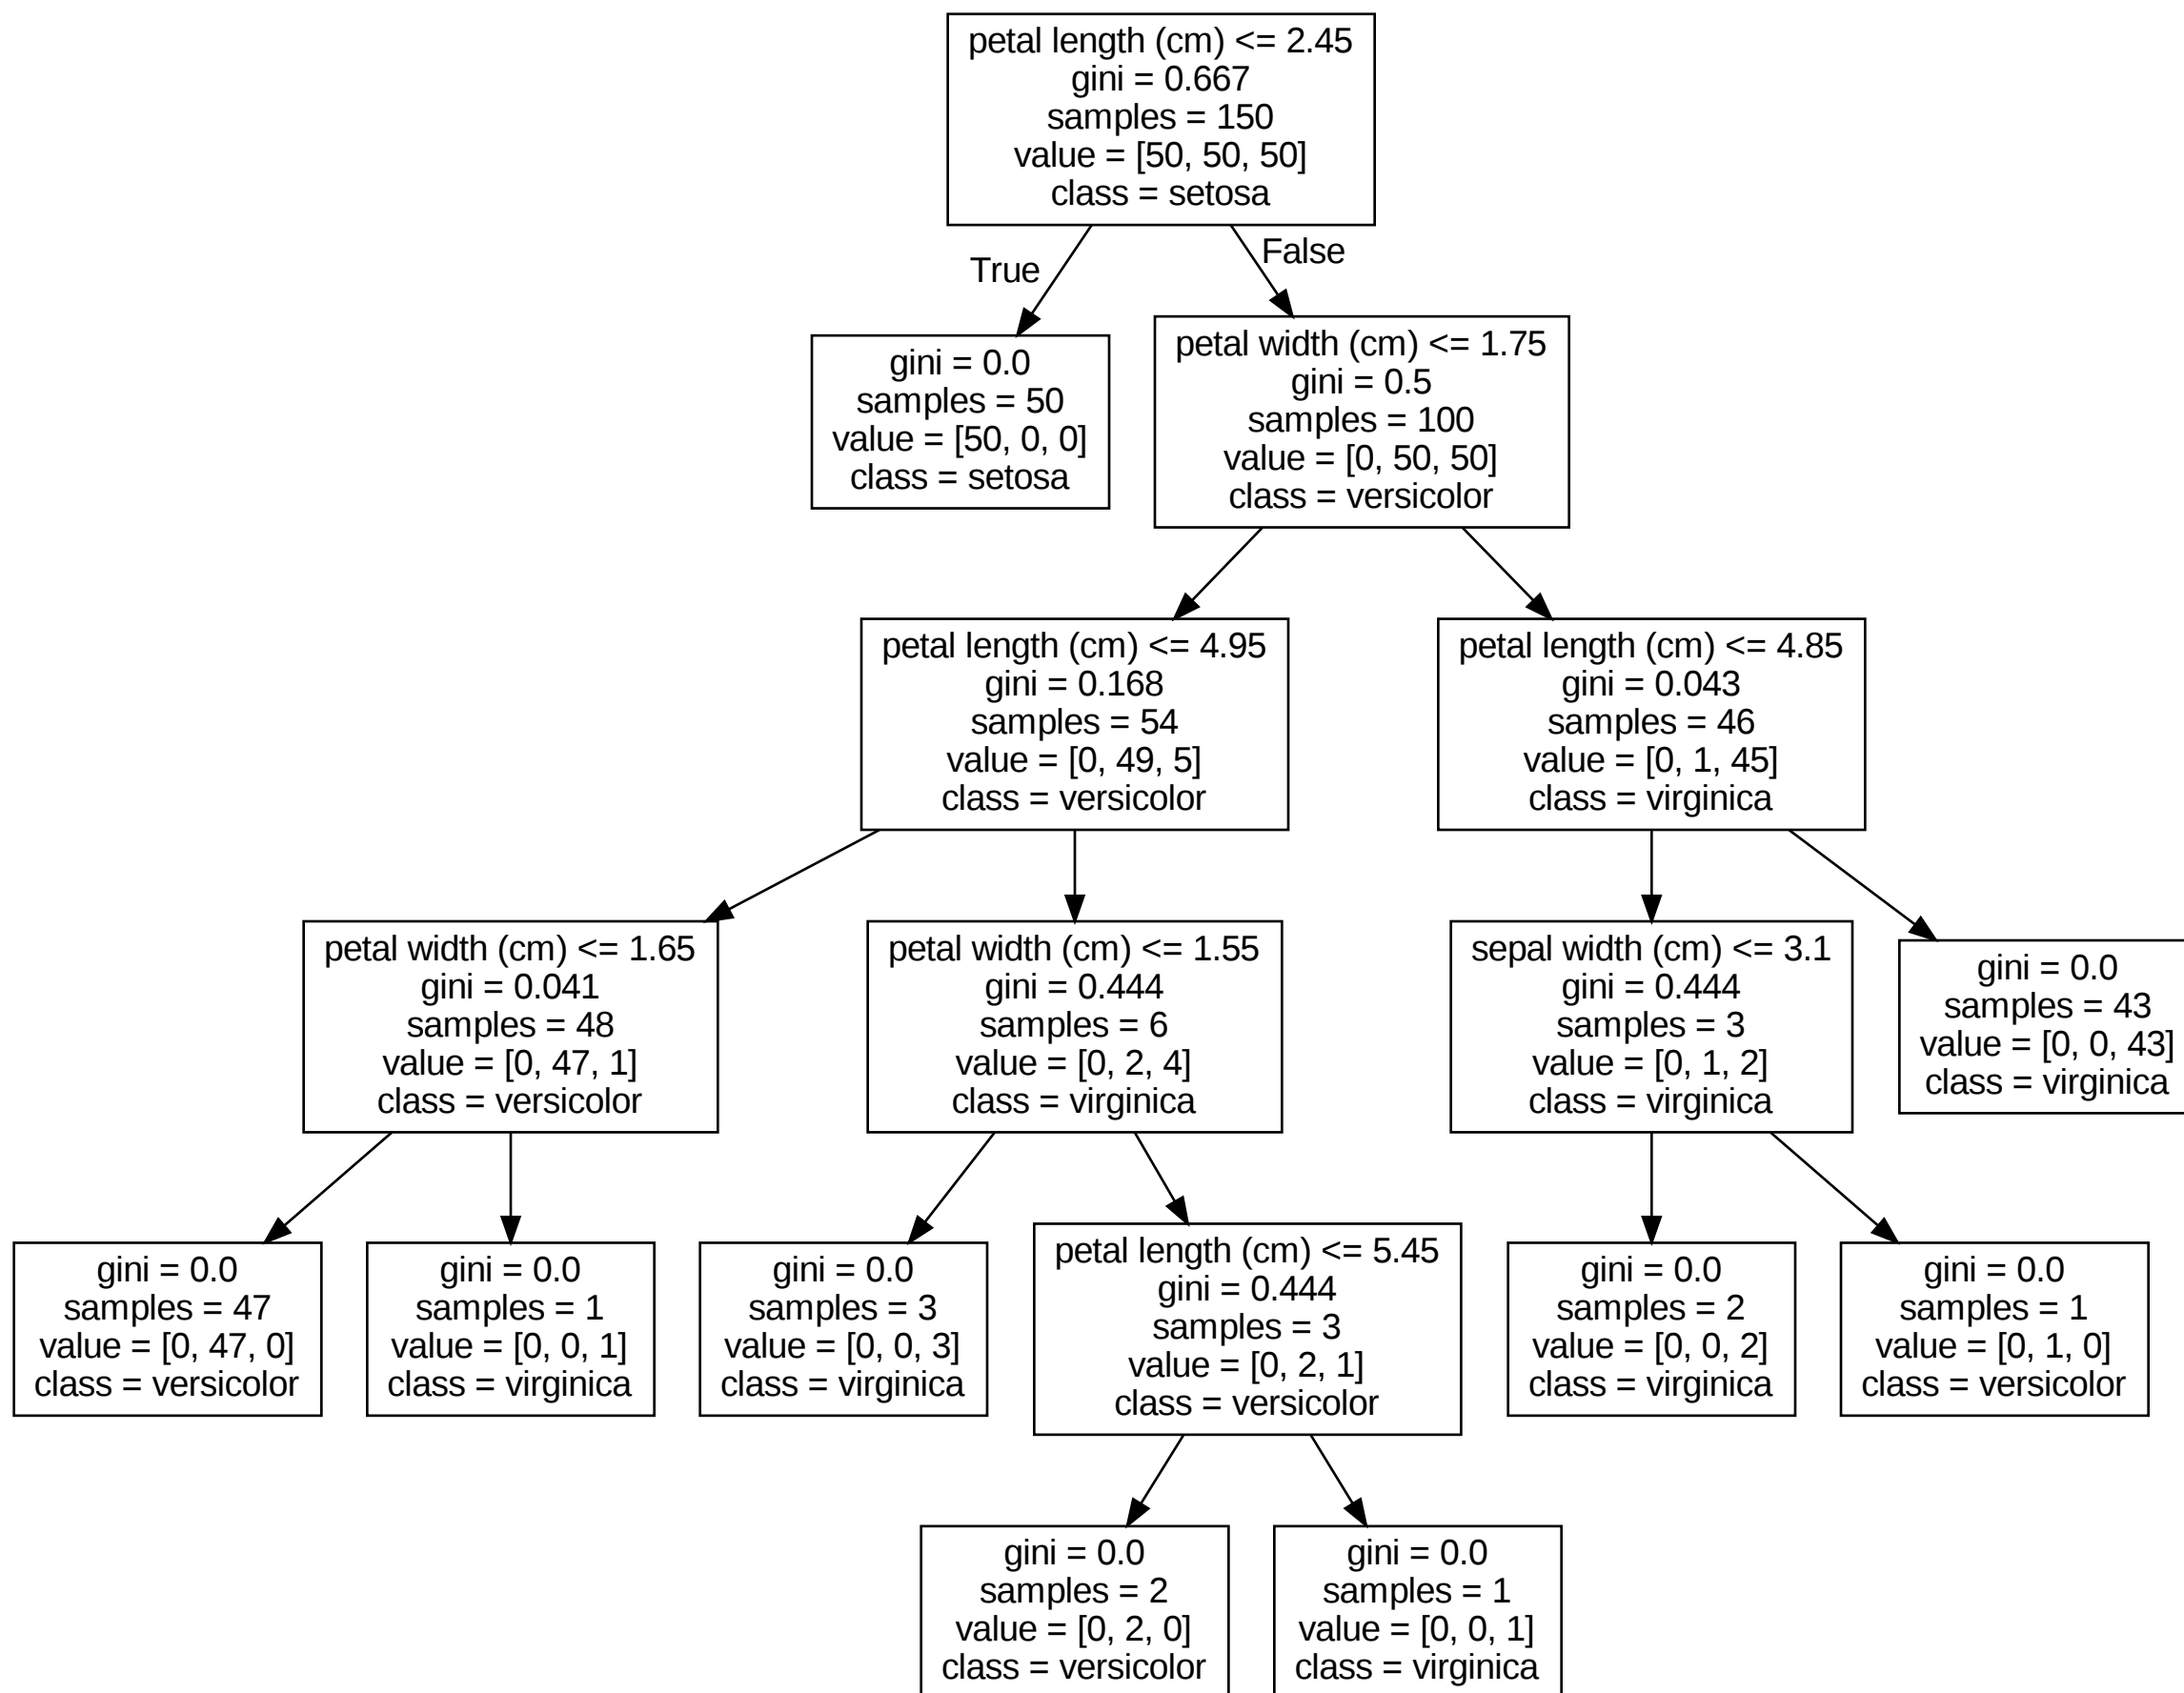 petal length (cm) <= 2.45
gini = 0.667
samples = 150
value = [50, 50, 50]
class = setosa
True
False
gini = 0.0
samples = 50
value = [50, 0, 0]
class = setosa
petal width (cm) <= 1.75
gini = 0.5
samples = 100
value = [0, 50, 50]
class = versicolor
petal length (cm) <= 4.95
gini = 0.168
samples = 54
value = [0, 49, 5]
class = versicolor
petal length (cm) <= 4.85
gini = 0.043
samples = 46
value = [0, 1, 45]
class = virginica
petal width (cm) <= 1.65
gini = 0.041
samples = 48
value = [0, 47, 1]
class = versicolor
petal width (cm) <= 1.55
gini = 0.444
samples = 6
value = [0, 2, 4]
class = virginica
sepal width (cm) <= 3.1
gini = 0.444
samples = 3
value = [0, 1, 2]
class = virginica
gini = 0.0
samples = 43
value = [0, 0, 43]
class = virginica
gini = 0.0
samples = 47
value = [0, 47, 0]
class = versicolor
gini = 0.0
samples = 1
value = [0, 0, 1]
class = virginica
gini = 0.0
samples = 3
value = [0, 0, 3]
class = virginica
petal length (cm) <= 5.45
gini = 0.444
samples = 3
value = [0, 2, 1]
class = versicolor
gini = 0.0
samples = 2
value = [0, 0, 2]
class = virginica
gini = 0.0
samples = 1
value = [0, 1, 0]
class = versicolor
gini = 0.0
samples = 2
value = [0, 2, 0]
class = versicolor
gini = 0.0
samples = 1
value = [0, 0, 1]
class = virginica